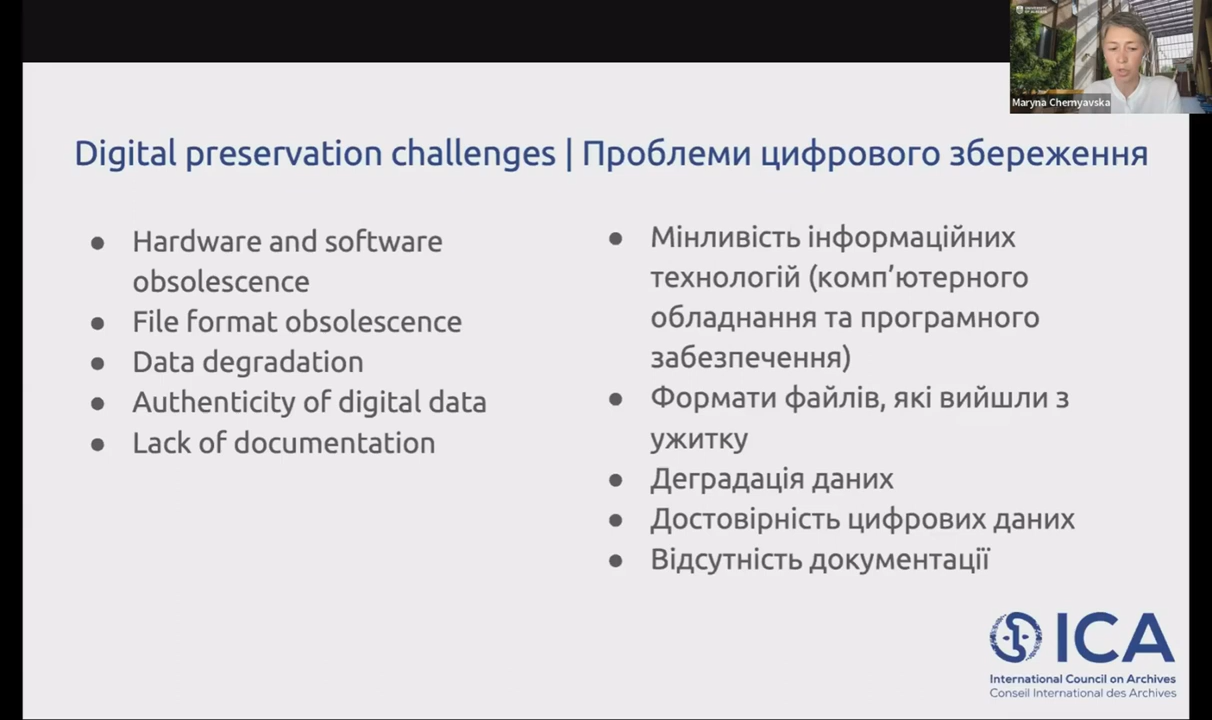 Maryna Chernyavska
Digital preservation challenges | Проблеми цифрового збереження
● Hardware and software
obsolescence
● File format obsolescence
● Data degradation
● Authenticity of digital data
● Lack of documentation
● Мінливість інформаційних
технологій (комп’ютерного
обладнання та програмного
забезпечення)
● Формати файлів, які вийшли з
ужитку
● Деградація даних
● Достовірність цифрових даних
● Відсутність документації
ICA
International Council on Archives
Conseil International des Archives